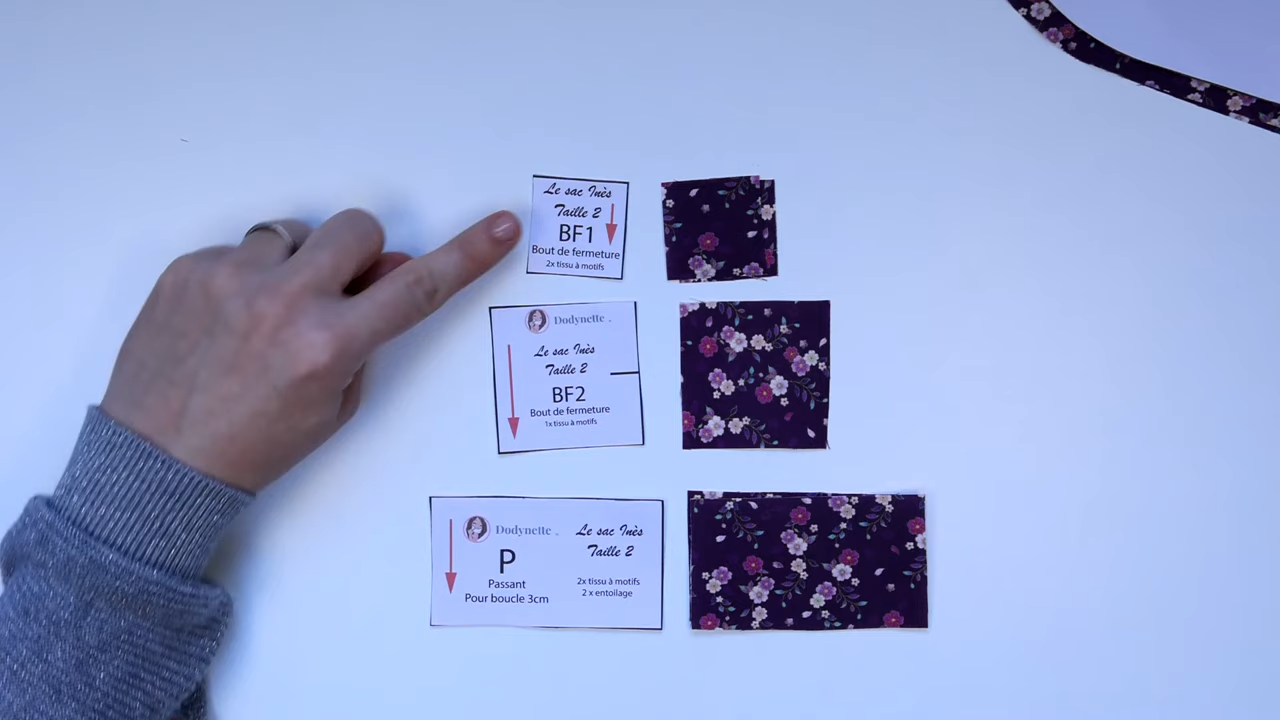 Le sac Inès
Taille 2
BF1
Bout de fermeture
2x tissu à motifs
Dodynette
Le sac Inès
Taille 2
BF2
Bout de fermeture
1x tissu à motifs
Dodynette
P
Passant
Pour boucle 3cm
Le sac Inès
Taille 2
2x tissu à motifs
2 x entoilage